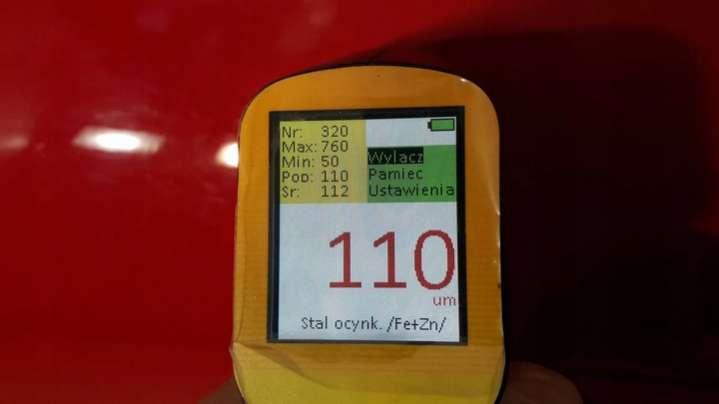 Nr: 320
Max: 760
Min: 50
Pop: 110
Sr: 112
Wylacz
Pamiec
Ustawienia
110
um
Stal ocynk. /Fe+Zn/